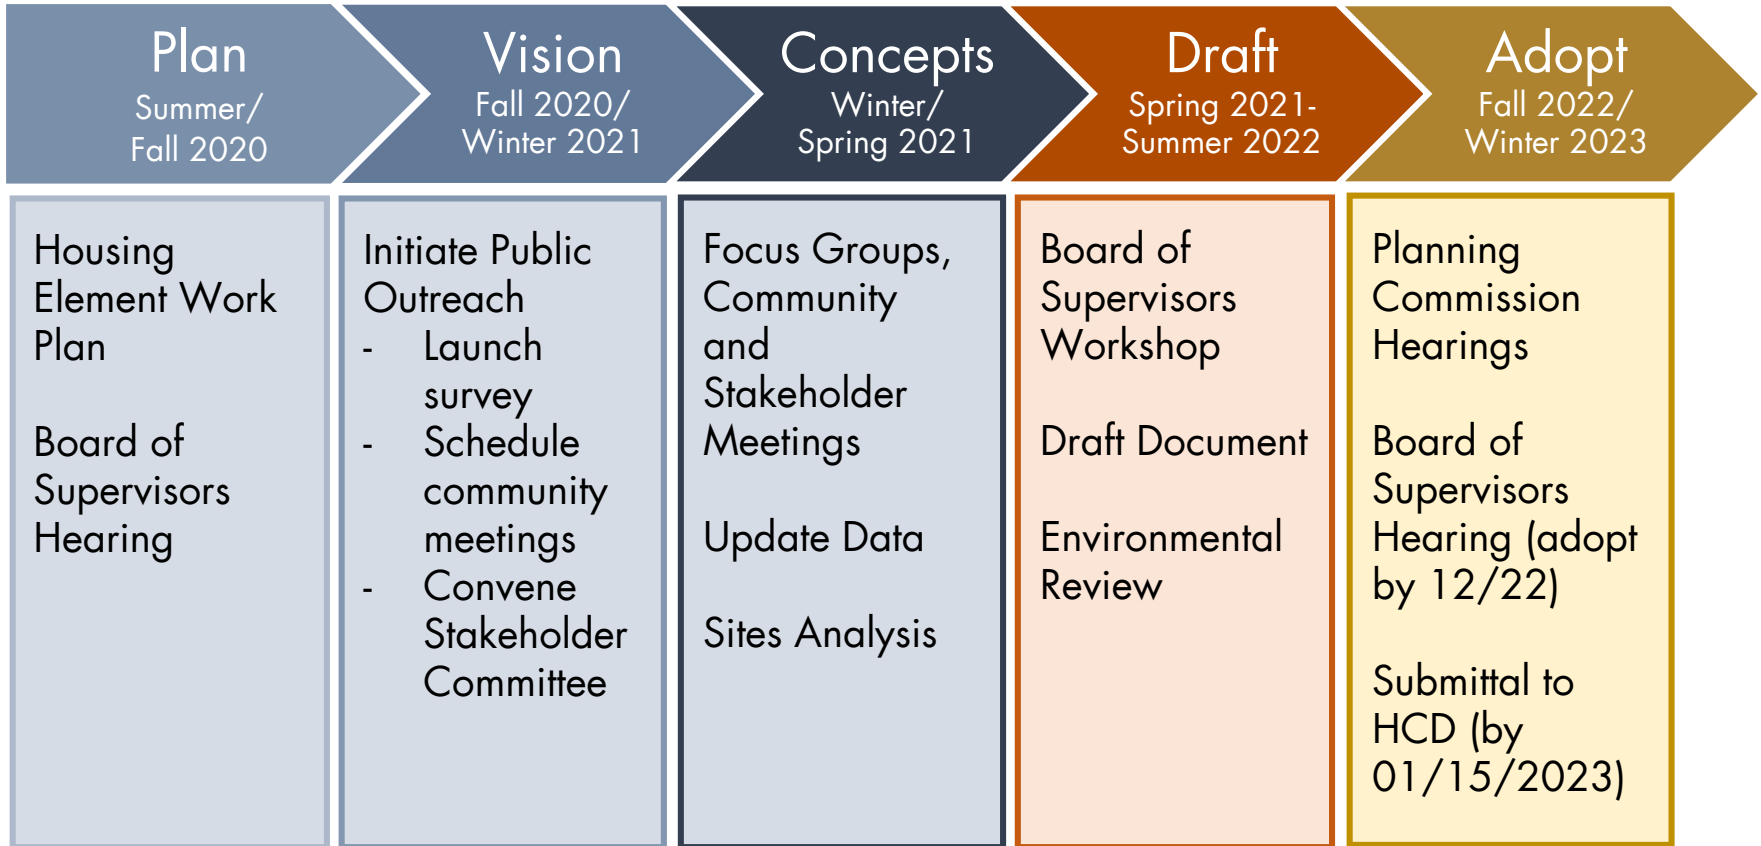 Plan
Summer/
Fall 2020
Vision
Fall 2020/
Winter 2021
Concepts
Winter/
Spring 2021
Draft
Spring 2021-
Summer 2022
Adopt
Fall 2022/
Winter 2023
Housing
Element Work
Plan
Board of
Supervisors
Hearing
Initiate Public
Outreach
- Launch
survey
- Schedule
community
meetings
- Convene
Stakeholder
Committee
Focus Groups,
Community
and
Stakeholder
Meetings
Update Data
Sites Analysis
Board of
Supervisors
Workshop
Draft Document
Environmental
Review
Planning
Commission
Hearings
Board of
Supervisors
Hearing (adopt
by 12/22)
Submittal to
HCD (by
01/15/2023)